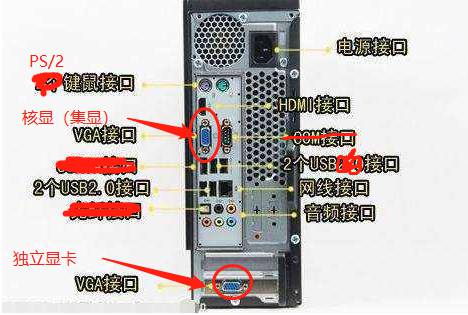 电源接口
PS/2
键鼠接口
核显（集显）
HDMI接口
VGA接口
COM接口
2个USB 接口
2个USB2.0接口
网线接口
音频接口
独立显卡
VGA接口